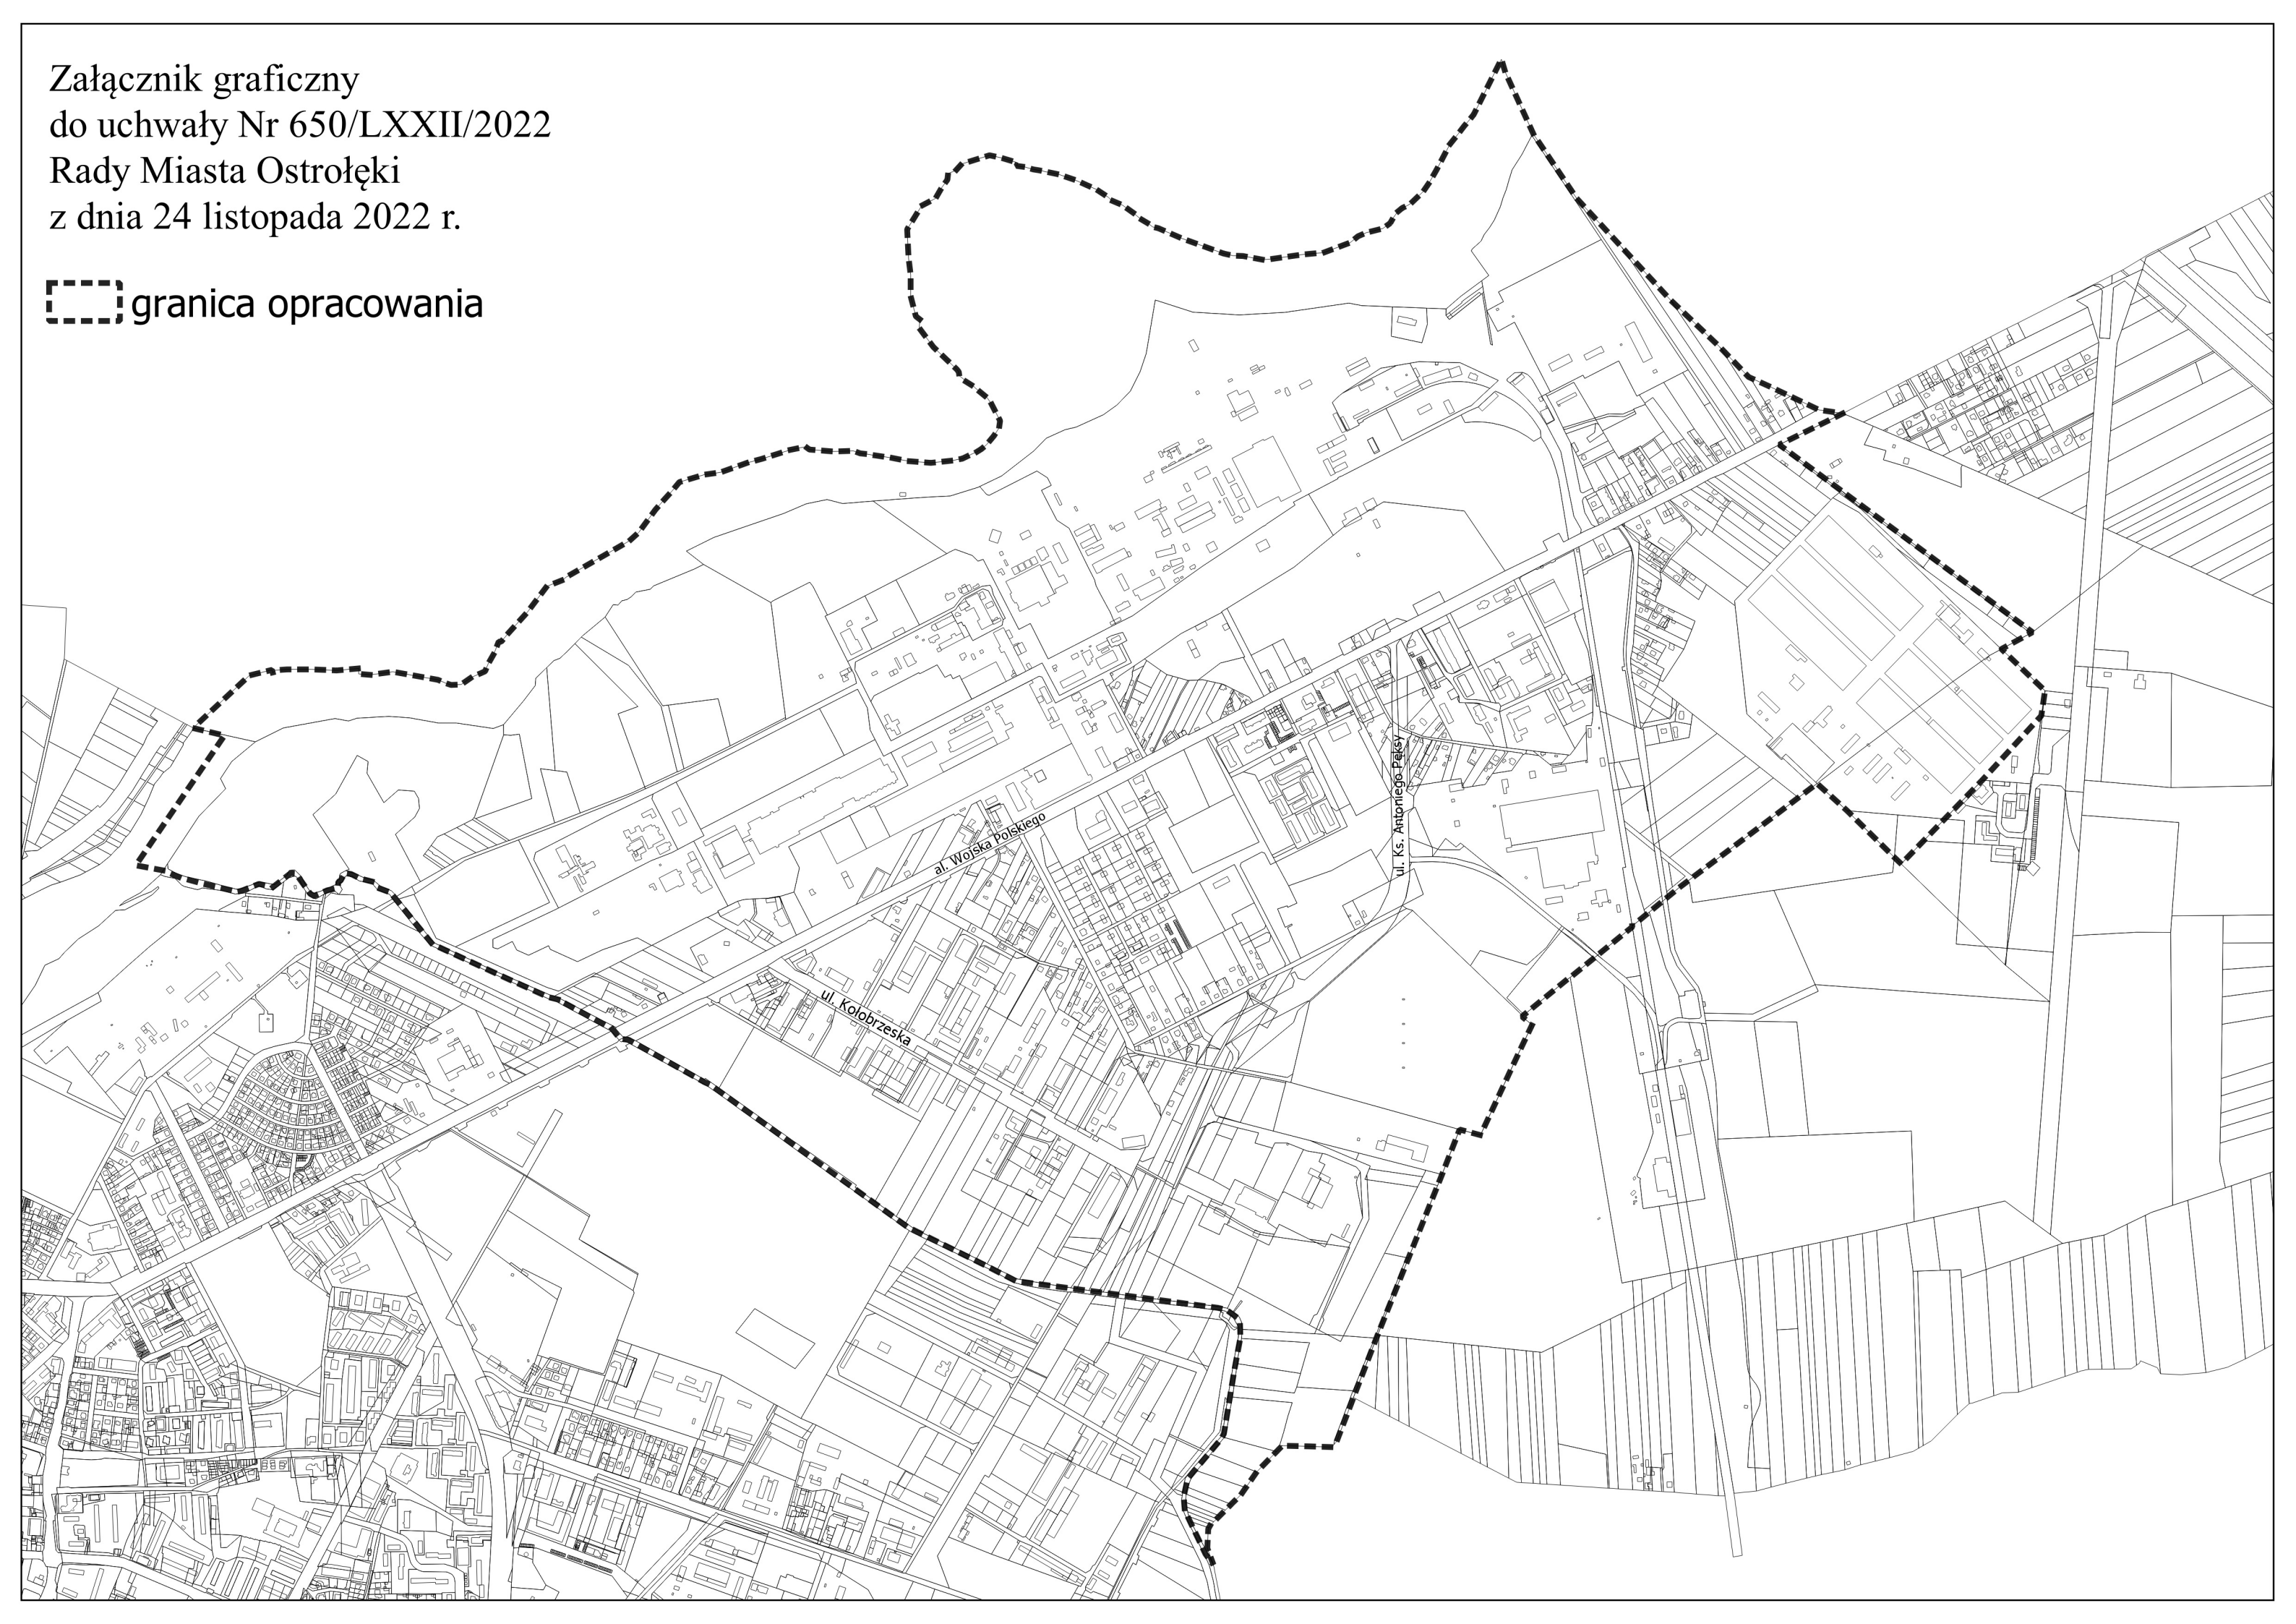 Załącznik graficzny
do uchwały Nr 650/LXXII/2022
Rady Miasta Ostrołęki
z dnia 24 listopada 2022 r.
granica opracowania
al. Wojska Polskiego
ul. Ks. Antoniego Pęksy
ul. Kołobrzeska